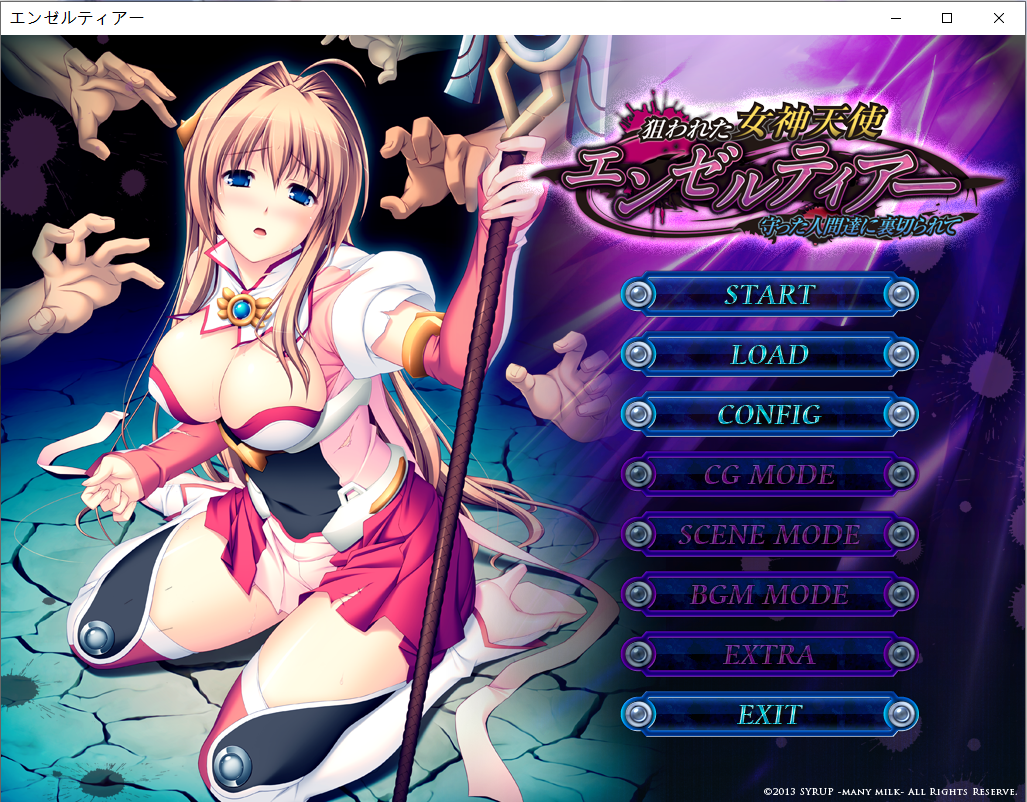 エンゼルティアー
狙われた女神天使
エンゼルティアー
守った人間達に裏切られて
START
LOAD
CONFIG
CG MODE
SCENE MODE
BGM MODE
EXTRA
EXIT
©2013 SYRUP -MANY MILK- ALL RIGHTS RESERVE.